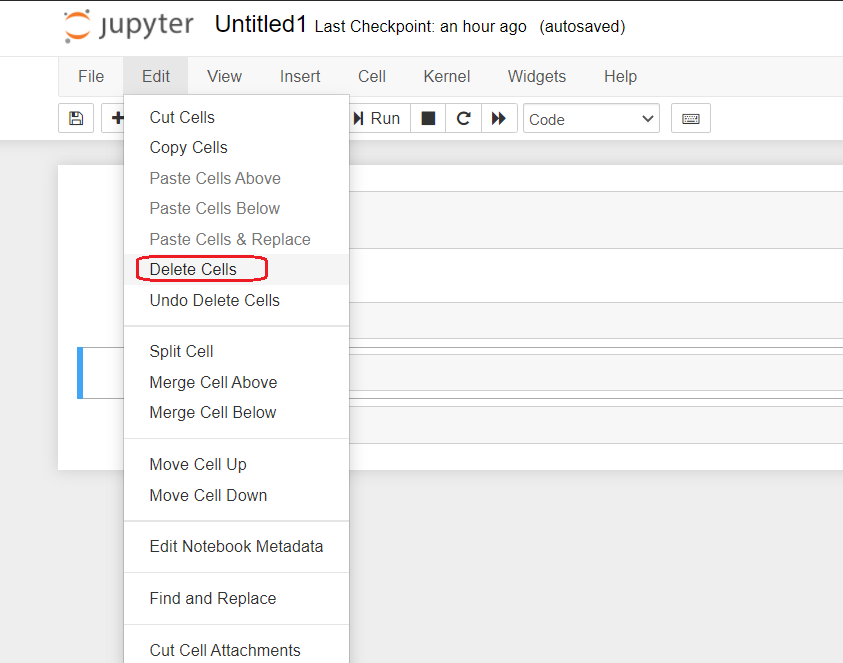 jupyter Untitled1 Last Checkpoint: an hour ago (autosaved)
File Edit View Insert Cell Kernel Widgets Help
Run Code
Cut Cells
Copy Cells
Paste Cells Above
Paste Cells Below
Paste Cells & Replace
Delete Cells
Undo Delete Cells
Split Cell
Merge Cell Above
Merge Cell Below
Move Cell Up
Move Cell Down
Edit Notebook Metadata
Find and Replace
Cut Cell Attachments